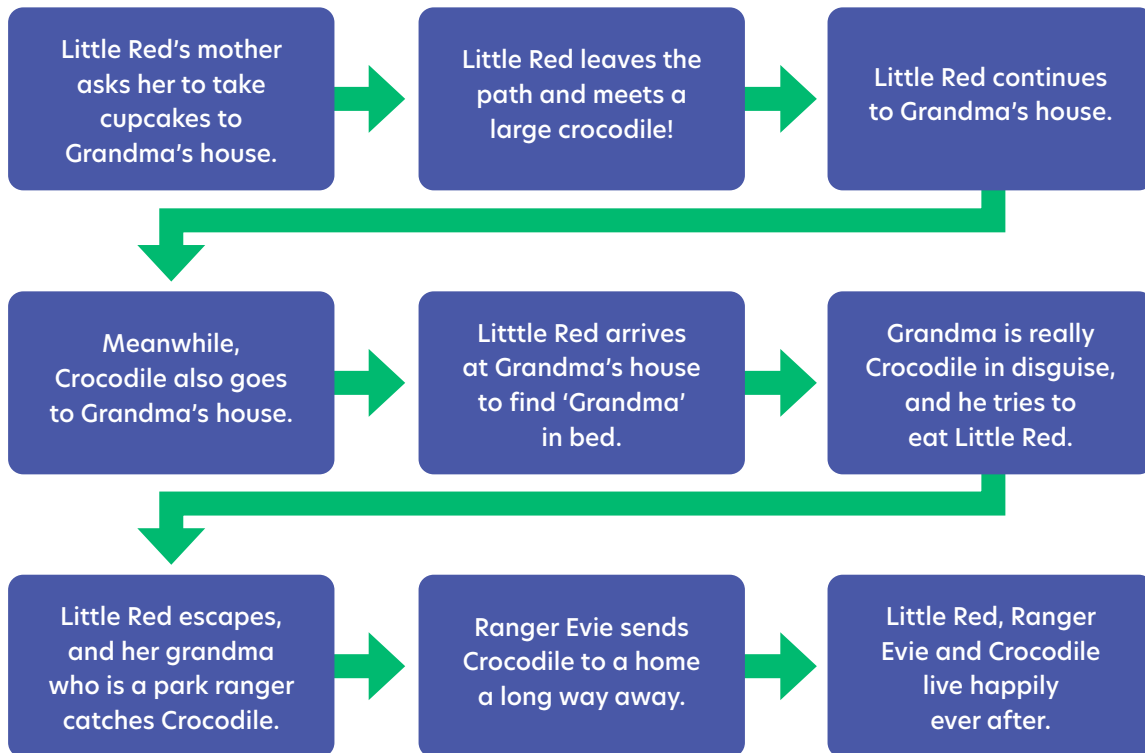 Little Red’s mother
asks her to take
cupcakes to
Grandma’s house.
Little Red leaves the
path and meets a
large crocodile!
Little Red continues
to Grandma’s house.
Meanwhile,
Crocodile also goes
to Grandma’s house.
Litttle Red arrives
at Grandma’s house
to find ‘Grandma’
in bed.
Grandma is really
Crocodile in disguise,
and he tries to
eat Little Red.
Little Red escapes,
and her grandma
who is a park ranger
catches Crocodile.
Ranger Evie sends
Crocodile to a home
a long way away.
Little Red, Ranger
Evie and Crocodile
live happily
ever after.